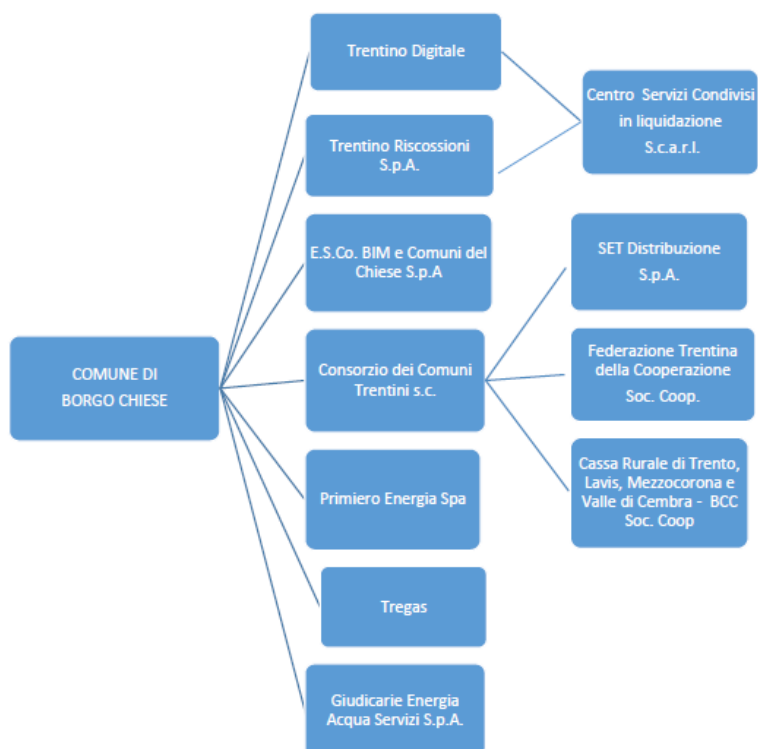 COMUNE DI
BORGO CHIESE
Trentino Digitale
Trentino Riscossioni
S.p.A.
E.S.Co. BIM e Comuni del
Chiese S.p.A
Consorzio dei Comuni
Trentini s.c.
Primiero Energia Spa
Tregas
Giudicarie Energia
Acqua Servizi S.p.A.
Centro Servizi Condivisi
in liquidazione
S.c.a.r.l.
SET Distribuzione
S.p.A.
Federazione Trentina
della Cooperazione
Soc. Coop.
Cassa Rurale di Trento,
Lavis, Mezzocorona e
Valle di Cembra - BCC
Soc. Coop